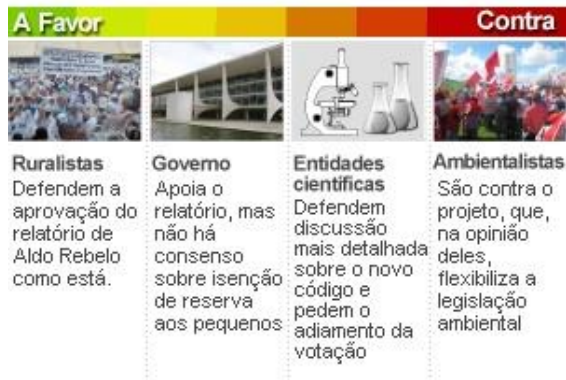 A Favor
Contra
Ruralistas
Defendem a
aprovação do
relatório de
Aldo Rebelo
como está.
Governo
Apoia o
relatório, mas
não há
consenso
sobre isenção
de reserva
aos pequenos
Entidades
científicas
Defendem
discussão
mais detalhada
sobre o novo
código e
pedem o
adiamento da
votação
Ambientalistas
São contra o
projeto, que,
na opinião
deles,
flexibiliza a
legislação
ambiental